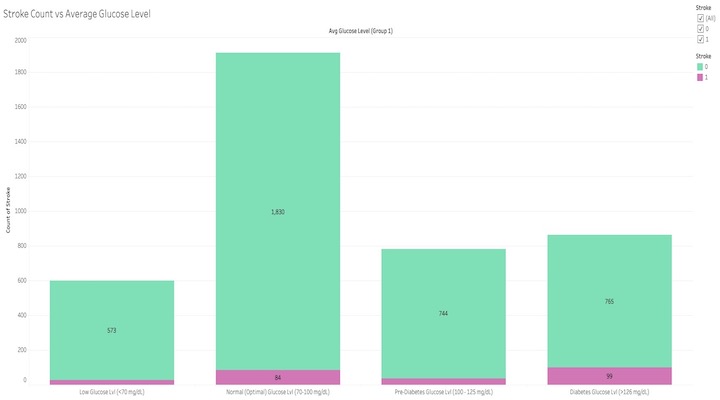 Stroke Count vs Average Glucose Level
Avg Glucose Level (Group 1)
Stroke
(All)
0
1
Stroke
0
1
Count of Stroke
2000
1800
1600
1400
1200
1000
800
600
400
200
0
573
1,830
84
744
765
99
Low Glucose Lvl (<70 mg/dL)
Normal (Optimal) Glucose Lvl (70-100 mg/dL)
Pre-Diabetes Glucose Lvl (100 - 125 mg/dL)
Diabetes Glucose Lvl (>126 mg/dL)